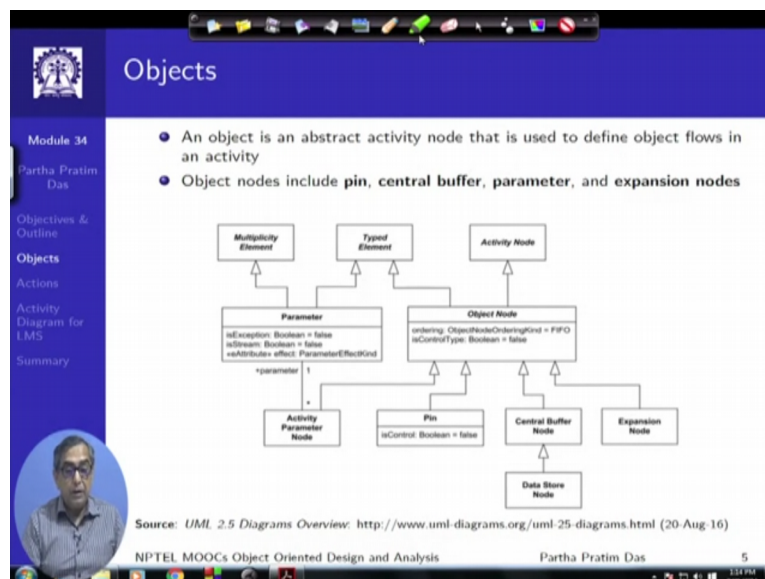 Objects
Module 34
Partha Pratim
Das
Objectives &
Outline
Objects
Actions
Activity
Diagram for
LMS
Summary
An object is an abstract activity node that is used to define object flows in
an activity
Object nodes include pin, central buffer, parameter, and expansion nodes
Multiplicity
Element
Typed
Element
Activity Node
Parameter
isException: Boolean = false
isStream: Boolean = false
«eAttribute» effect: ParameterEffectKind
Object Node
ordering: ObjectNodeOrderingKind = FIFO
isControlType: Boolean = false
+parameter 1
*
Activity
Parameter
Node
Pin
isControl: Boolean = false
Central Buffer
Node
Expansion
Node
Data Store
Node
Source: UML 2.5 Diagrams Overview: http://www.uml-diagrams.org/uml-25-diagrams.html (20-Aug-16)
NPTEL MOOCs Object Oriented Design and Analysis Partha Pratim Das 5
3:14 PM